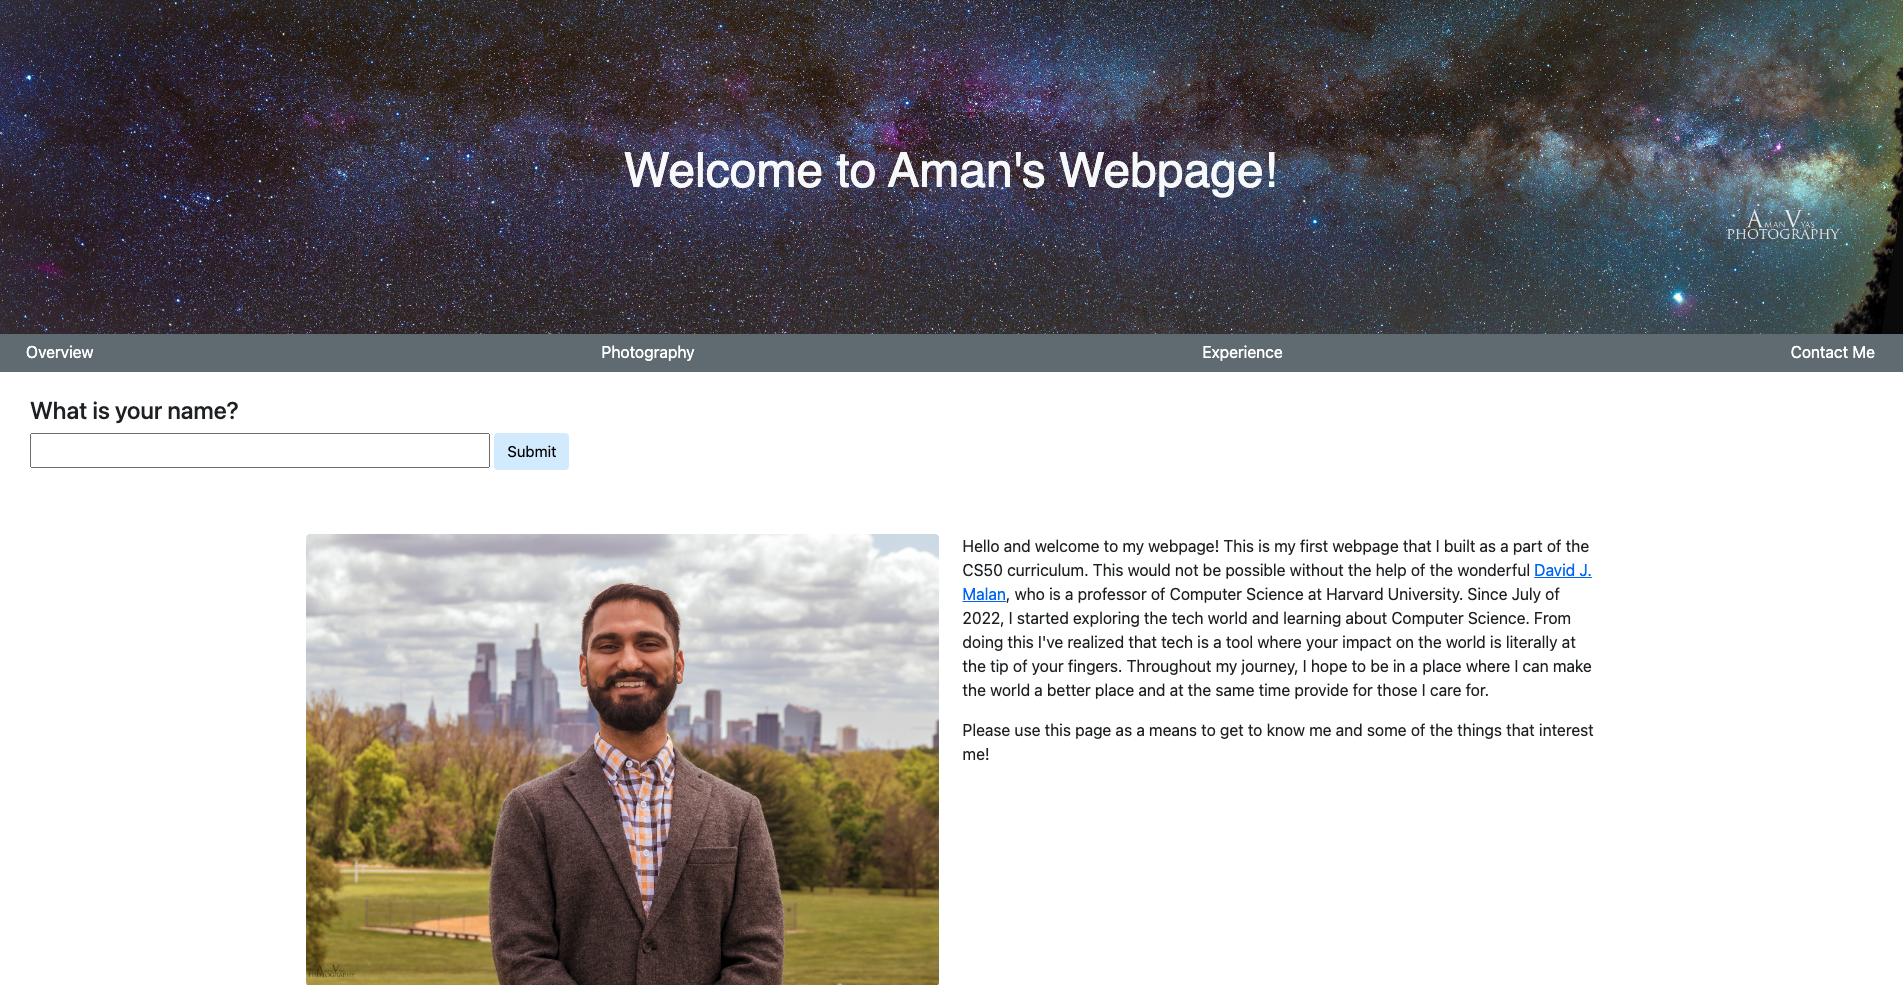 Welcome to Aman's Webpage!
AMAN VYAS
PHOTOGRAPHY
Overview Photography Experience Contact Me
What is your name?
Submit
Hello and welcome to my webpage! This is my first webpage that I built as a part of the
CS50 curriculum. This would not be possible without the help of the wonderful David J.
Malan, who is a professor of Computer Science at Harvard University. Since July of
2022, I started exploring the tech world and learning about Computer Science. From
doing this I've realized that tech is a tool where your impact on the world is literally at
the tip of your fingers. Throughout my journey, I hope to be in a place where I can make
the world a better place and at the same time provide for those I care for.
Please use this page as a means to get to know me and some of the things that interest
me!